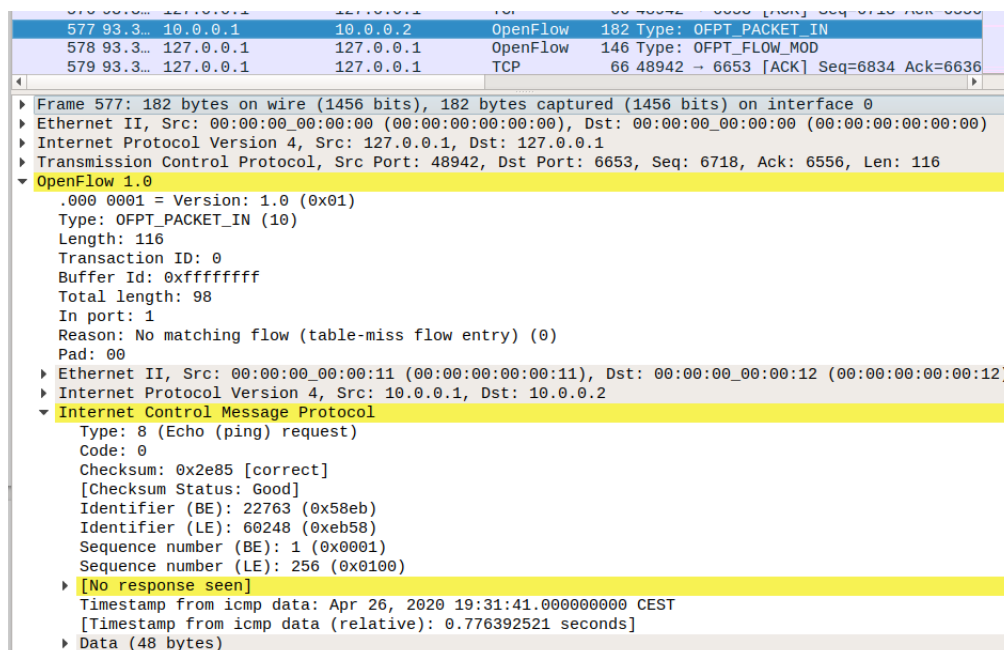 577 93.3… 10.0.0.1 10.0.0.2 OpenFlow 182 Type: OFPT_PACKET_IN
578 93.3… 127.0.0.1 127.0.0.1 OpenFlow 146 Type: OFPT_FLOW_MOD
579 93.3… 127.0.0.1 127.0.0.1 TCP 66 48942 → 6653 [ACK] Seq=6834 Ack=6636
Frame 577: 182 bytes on wire (1456 bits), 182 bytes captured (1456 bits) on interface 0
Ethernet II, Src: 00:00:00_00:00:00 (00:00:00:00:00:00), Dst: 00:00:00_00:00:00 (00:00:00:00:00:00)
Internet Protocol Version 4, Src: 127.0.0.1, Dst: 127.0.0.1
Transmission Control Protocol, Src Port: 48942, Dst Port: 6653, Seq: 6718, Ack: 6556, Len: 116
OpenFlow 1.0
.000 0001 = Version: 1.0 (0x01)
Type: OFPT_PACKET_IN (10)
Length: 116
Transaction ID: 0
Buffer Id: 0xffffffff
Total length: 98
In port: 1
Reason: No matching flow (table-miss flow entry) (0)
Pad: 00
Ethernet II, Src: 00:00:00_00:00:11 (00:00:00:00:00:11), Dst: 00:00:00_00:00:12 (00:00:00:00:00:12)
Internet Protocol Version 4, Src: 10.0.0.1, Dst: 10.0.0.2
Internet Control Message Protocol
Type: 8 (Echo (ping) request)
Code: 0
Checksum: 0x2e85 [correct]
[Checksum Status: Good]
Identifier (BE): 22763 (0x58eb)
Identifier (LE): 60248 (0xeb58)
Sequence number (BE): 1 (0x0001)
Sequence number (LE): 256 (0x0100)
[No response seen]
Timestamp from icmp data: Apr 26, 2020 19:31:41.000000000 CEST
[Timestamp from icmp data (relative): 0.776392521 seconds]
Data (48 bytes)